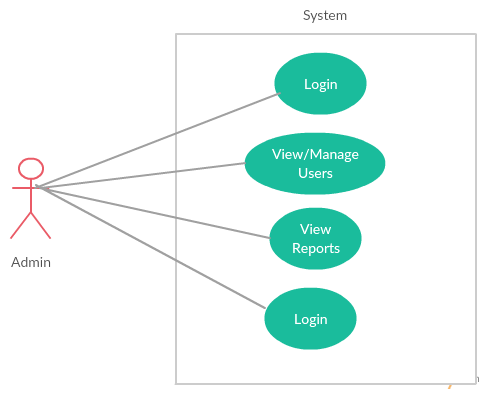 System
Login
View/Manage
Users
View
Reports
Admin
Login